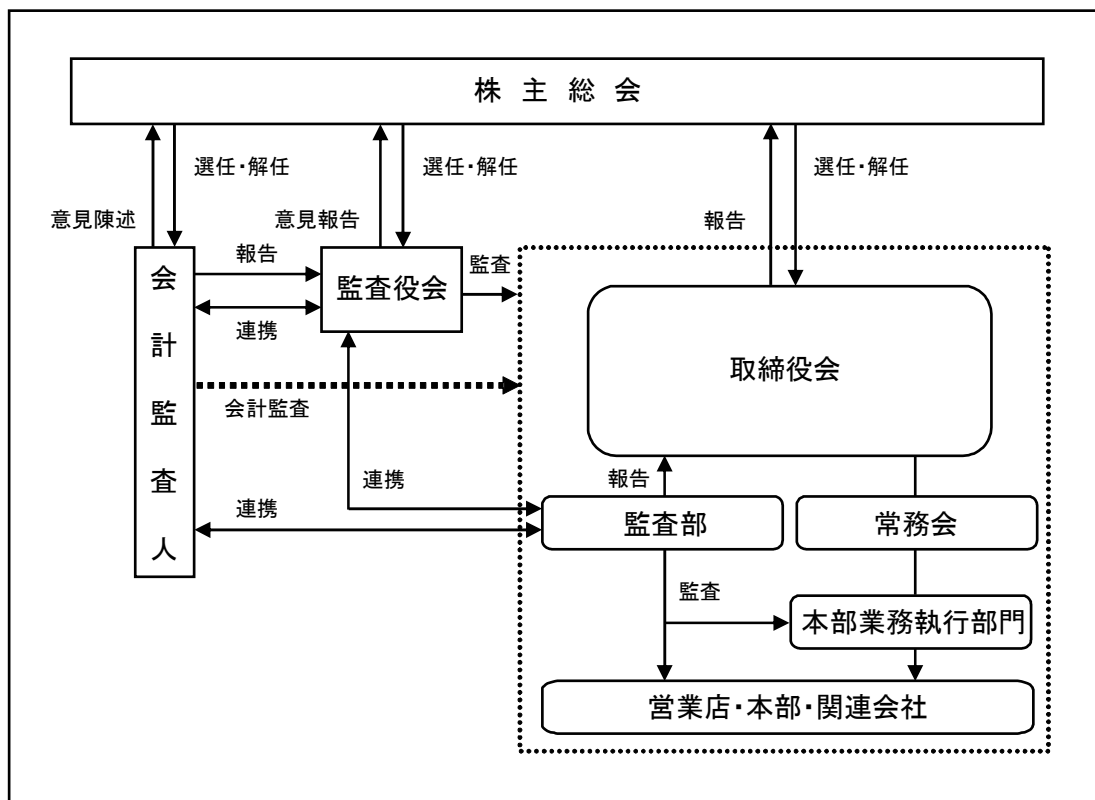 株主総会
選任・解任
選任・解任
選任・解任
意見陳述
意見報告
報告
会計監査人
報告
監査役会
監査
連携
取締役会
会計監査
報告
連携
連携
監査部
常務会
監査
本部業務執行部門
営業店・本部・関連会社